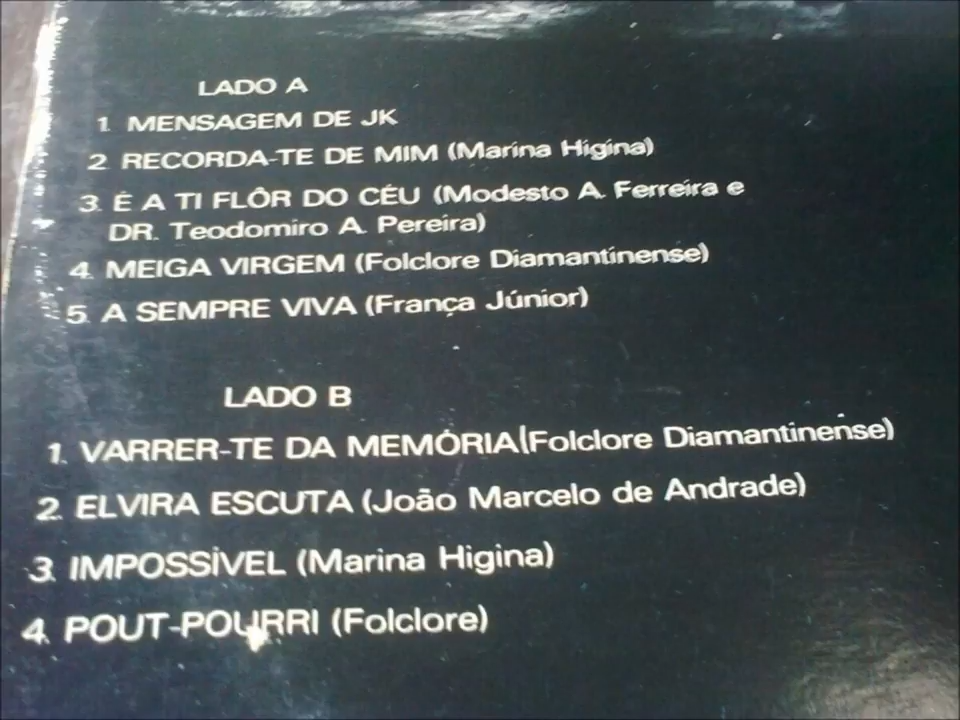 LADO A
1. MENSAGEM DE JK
2. RECORDA-TE DE MIM (Marina Higina)
3. É A TI FLÔR DO CÉU (Modesto A. Ferreira e
DR. Teodomiro A. Pereira)
4. MEIGA VIRGEM (Folclore Diamantinense)
5. A SEMPRE VIVA (França Júnior)
LADO B
1. VARRER-TE DA MEMÓRIA(Folclore Diamantinense)
2. ELVIRA ESCUTA (João Marcelo de Andrade)
3. IMPOSSÍVEL (Marina Higina)
4. POUT-POURRI (Folclore)